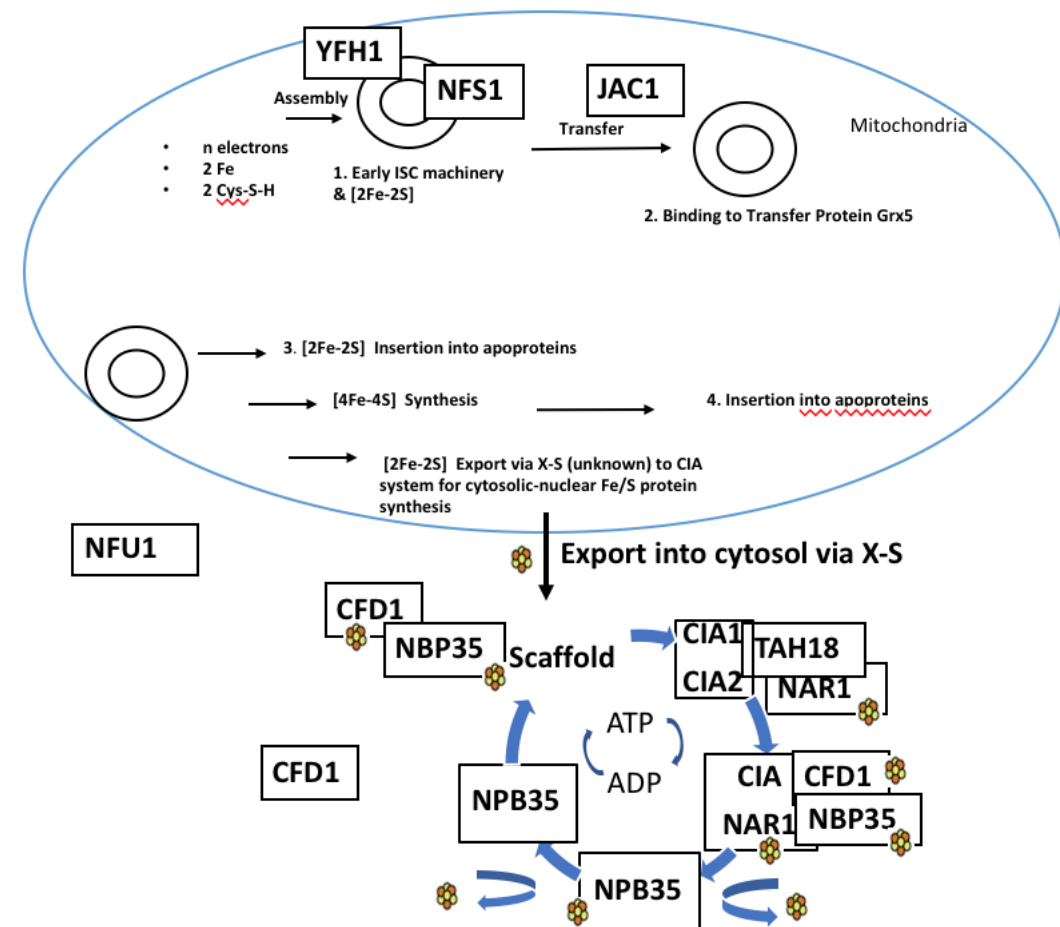 YFH1
NFS1
JAC1
Assembly
Transfer
Mitochondria
• n electrons
• 2 Fe
• 2 Cys-S-H
1. Early ISC machinery
& [2Fe-2S]
2. Binding to Transfer Protein Grx5
3. [2Fe-2S] Insertion into apoproteins
[4Fe-4S] Synthesis
4. Insertion into apoproteins
[2Fe-2S] Export via X-S (unknown) to CIA
system for cytosolic-nuclear Fe/S protein
synthesis
NFU1
Export into cytosol via X-S
CFD1
NBP35
Scaffold
CIA1
TAH18
CIA2
NAR1
ATP
ADP
CFD1
CIA
CFD1
NAR1
NBP35
NPB35
NPB35